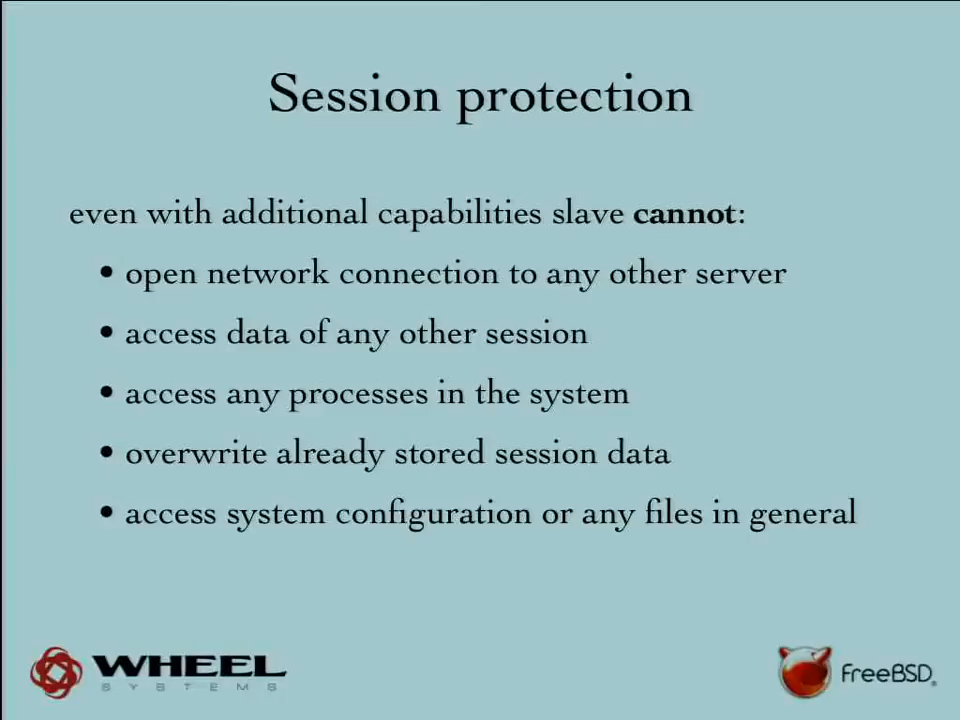 Session protection
even with additional capabilities slave cannot:
• open network connection to any other server
• access data of any other session
• access any processes in the system
• overwrite already stored session data
• access system configuration or any files in general
WHEEL
SYSTEMS
FreeBSD®